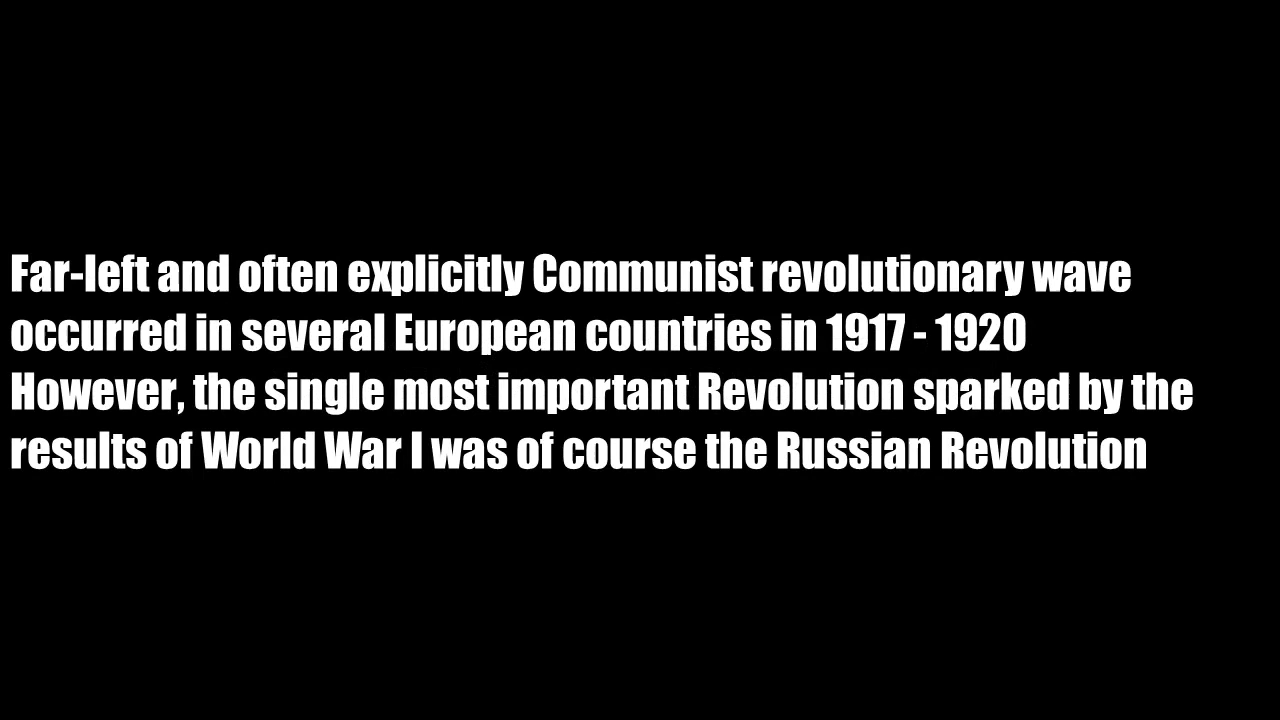 Far-left and often explicitly Communist revolutionary wave
occurred in several European countries in 1917 - 1920
However, the single most important Revolution sparked by the
results of World War I was of course the Russian Revolution